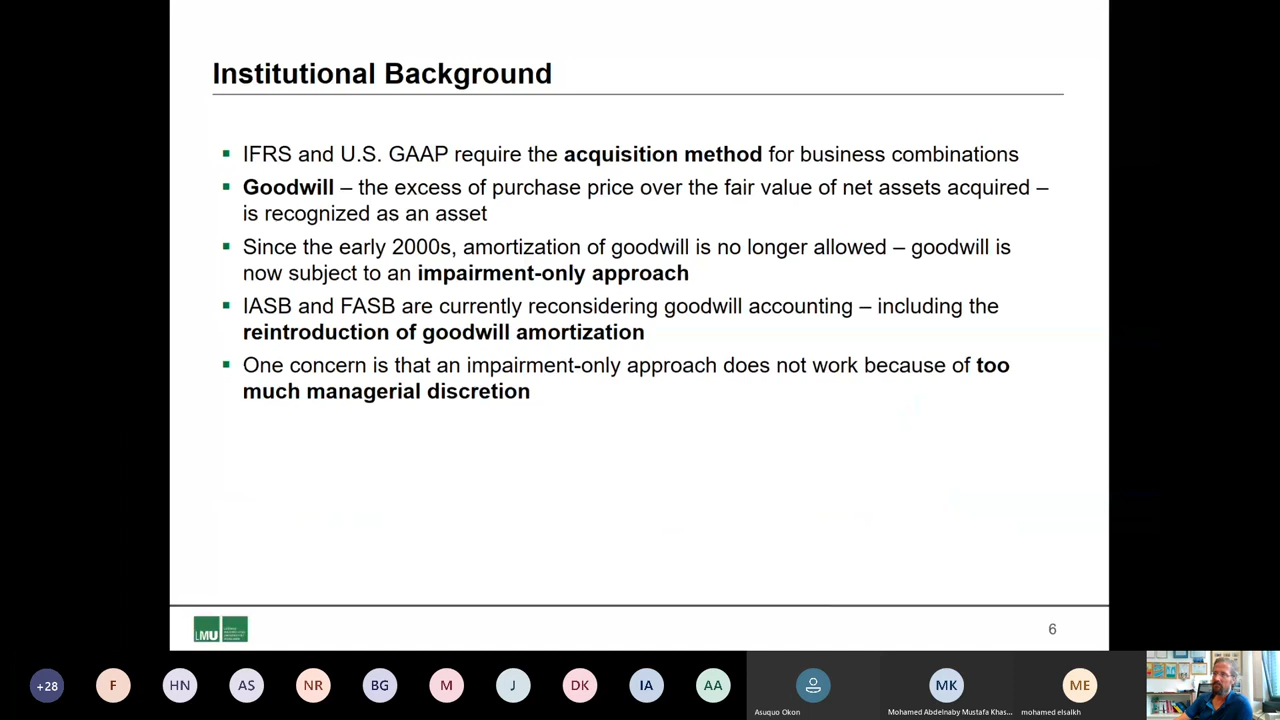 Institutional Background
IFRS and U.S. GAAP require the acquisition method for business combinations
Goodwill – the excess of purchase price over the fair value of net assets acquired –
is recognized as an asset
Since the early 2000s, amortization of goodwill is no longer allowed – goodwill is
now subject to an impairment-only approach
IASB and FASB are currently reconsidering goodwill accounting – including the
reintroduction of goodwill amortization
One concern is that an impairment-only approach does not work because of too
much managerial discretion
LMU
6
+28 F HN AS NR BG M J DK IA AA MK ME
Asuquo Okon Mohamed Abdelnaby Mustafa Khas... mohamed elsalkh